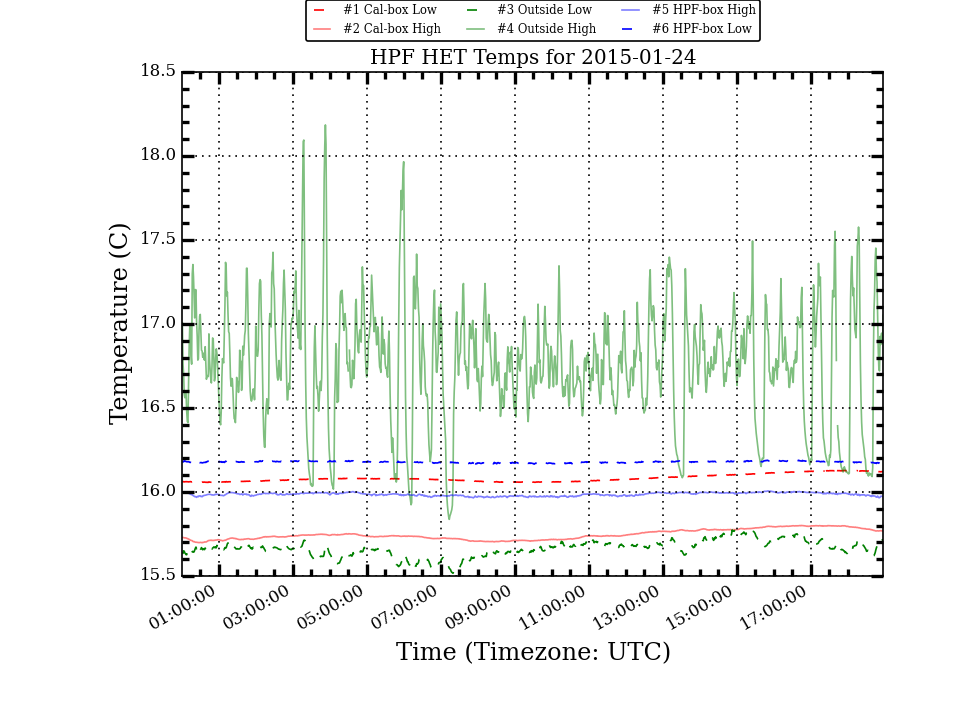 #1 Cal-box Low #3 Outside Low #5 HPF-box High
#2 Cal-box High #4 Outside High #6 HPF-box Low
HPF HET Temps for 2015-01-24
18.5
18.0
17.5
17.0
16.5
16.0
15.5
Temperature (C)
01:00:00 03:00:00 05:00:00 07:00:00 09:00:00 11:00:00 13:00:00 15:00:00 17:00:00
Time (Timezone: UTC)